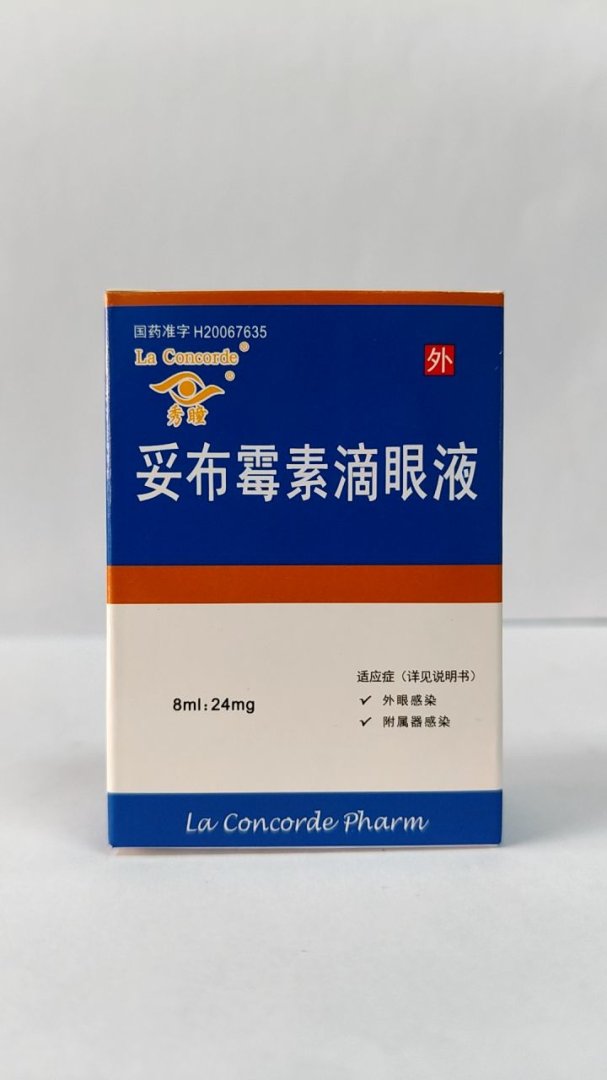 国药准字 H20067635
La Concorde®
®
秀瞳
外
妥布霉素滴眼液
适应症（详见说明书）
8ml:24mg
✓ 外眼感染
✓ 附属器感染
La Concorde Pharm